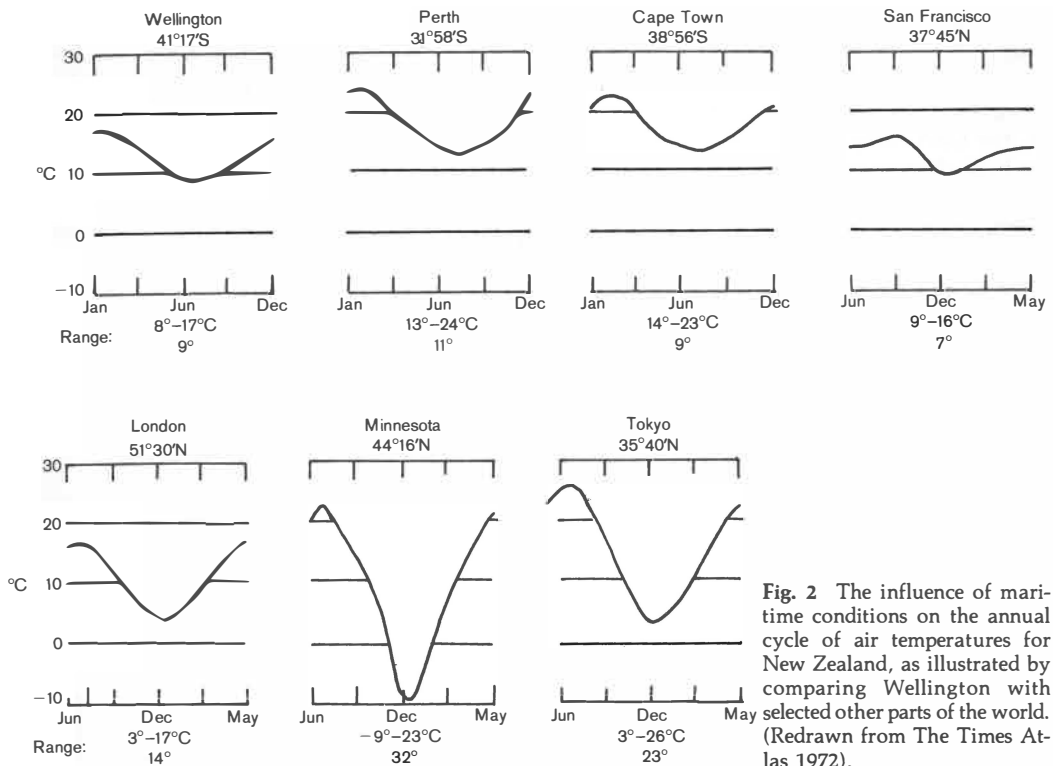 Wellington
41°17'S
Perth
31°58'S
Cape Town
38°56'S
San Francisco
37°45'N
30
20
°C 10
0
−10
Jan Jun Dec
Jan Jun Dec
Jan Jun Dec
Jun Dec May
Range: 8°–17°C
9°
13°–24°C
11°
14°–23°C
9°
9°–16°C
7°
London
51°30'N
Minnesota
44°16'N
Tokyo
35°40'N
30
20
°C 10
0
−10
Jun Dec May
Jun Dec May
Jun Dec May
Range: 3°–17°C
14°
−9°–23°C
32°
3°–26°C
23°
Fig. 2 The influence of mari-
time conditions on the annual
cycle of air temperatures for
New Zealand, as illustrated by
comparing Wellington with
selected other parts of the world.
(Redrawn from The Times At-
las 1972).